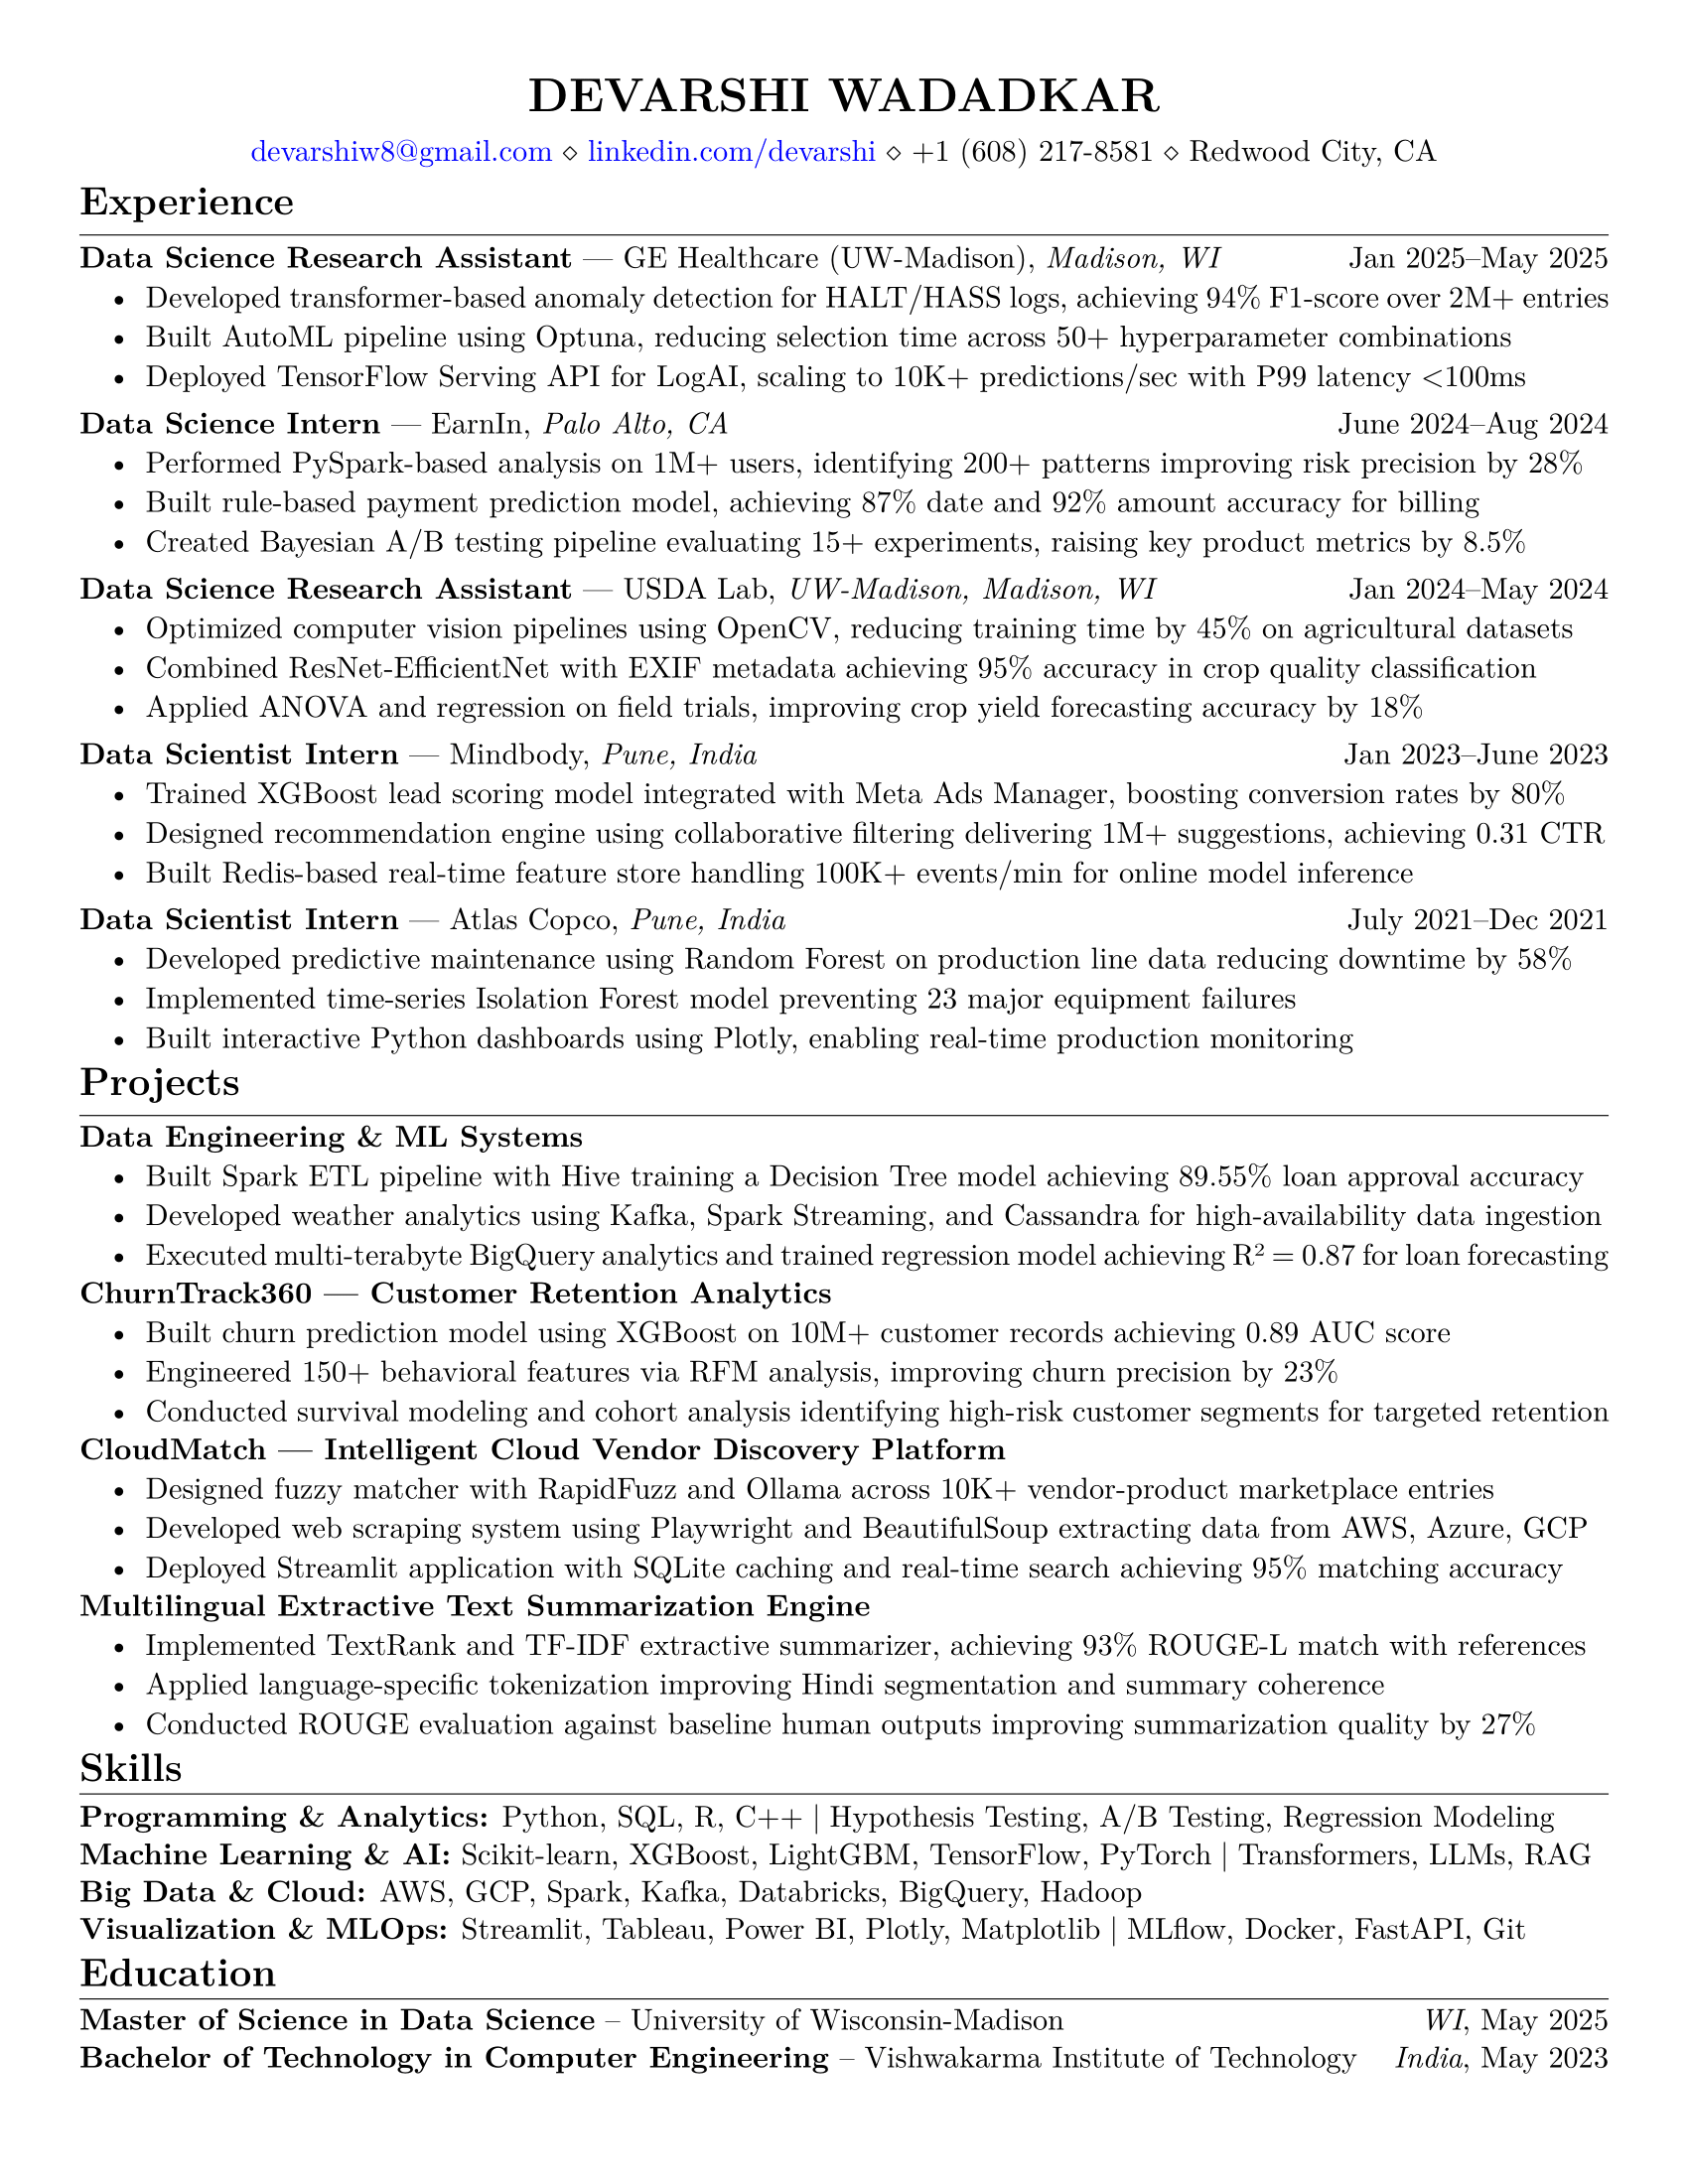 DEVARSHI WADADKAR
devarshiw8@gmail.com ⋄ linkedin.com/devarshi ⋄ +1 (608) 217-8581 ⋄ Redwood City, CA
Experience
Data Science Research Assistant — GE Healthcare (UW-Madison), Madison, WI Jan 2025–May 2025
• Developed transformer-based anomaly detection for HALT/HASS logs, achieving 94% F1-score over 2M+ entries
• Built AutoML pipeline using Optuna, reducing selection time across 50+ hyperparameter combinations
• Deployed TensorFlow Serving API for LogAI, scaling to 10K+ predictions/sec with P99 latency <100ms
Data Science Intern — EarnIn, Palo Alto, CA June 2024–Aug 2024
• Performed PySpark-based analysis on 1M+ users, identifying 200+ patterns improving risk precision by 28%
• Built rule-based payment prediction model, achieving 87% date and 92% amount accuracy for billing
• Created Bayesian A/B testing pipeline evaluating 15+ experiments, raising key product metrics by 8.5%
Data Science Research Assistant — USDA Lab, UW-Madison, Madison, WI Jan 2024–May 2024
• Optimized computer vision pipelines using OpenCV, reducing training time by 45% on agricultural datasets
• Combined ResNet-EfficientNet with EXIF metadata achieving 95% accuracy in crop quality classification
• Applied ANOVA and regression on field trials, improving crop yield forecasting accuracy by 18%
Data Scientist Intern — Mindbody, Pune, India Jan 2023–June 2023
• Trained XGBoost lead scoring model integrated with Meta Ads Manager, boosting conversion rates by 80%
• Designed recommendation engine using collaborative filtering delivering 1M+ suggestions, achieving 0.31 CTR
• Built Redis-based real-time feature store handling 100K+ events/min for online model inference
Data Scientist Intern — Atlas Copco, Pune, India July 2021–Dec 2021
• Developed predictive maintenance using Random Forest on production line data reducing downtime by 58%
• Implemented time-series Isolation Forest model preventing 23 major equipment failures
• Built interactive Python dashboards using Plotly, enabling real-time production monitoring
Projects
Data Engineering & ML Systems
• Built Spark ETL pipeline with Hive training a Decision Tree model achieving 89.55% loan approval accuracy
• Developed weather analytics using Kafka, Spark Streaming, and Cassandra for high-availability data ingestion
• Executed multi-terabyte BigQuery analytics and trained regression model achieving R² = 0.87 for loan forecasting
ChurnTrack360 — Customer Retention Analytics
• Built churn prediction model using XGBoost on 10M+ customer records achieving 0.89 AUC score
• Engineered 150+ behavioral features via RFM analysis, improving churn precision by 23%
• Conducted survival modeling and cohort analysis identifying high-risk customer segments for targeted retention
CloudMatch — Intelligent Cloud Vendor Discovery Platform
• Designed fuzzy matcher with RapidFuzz and Ollama across 10K+ vendor-product marketplace entries
• Developed web scraping system using Playwright and BeautifulSoup extracting data from AWS, Azure, GCP
• Deployed Streamlit application with SQLite caching and real-time search achieving 95% matching accuracy
Multilingual Extractive Text Summarization Engine
• Implemented TextRank and TF-IDF extractive summarizer, achieving 93% ROUGE-L match with references
• Applied language-specific tokenization improving Hindi segmentation and summary coherence
• Conducted ROUGE evaluation against baseline human outputs improving summarization quality by 27%
Skills
Programming & Analytics: Python, SQL, R, C++ | Hypothesis Testing, A/B Testing, Regression Modeling
Machine Learning & AI: Scikit-learn, XGBoost, LightGBM, TensorFlow, PyTorch | Transformers, LLMs, RAG
Big Data & Cloud: AWS, GCP, Spark, Kafka, Databricks, BigQuery, Hadoop
Visualization & MLOps: Streamlit, Tableau, Power BI, Plotly, Matplotlib | MLflow, Docker, FastAPI, Git
Education
Master of Science in Data Science – University of Wisconsin-Madison WI, May 2025
Bachelor of Technology in Computer Engineering – Vishwakarma Institute of Technology India, May 2023